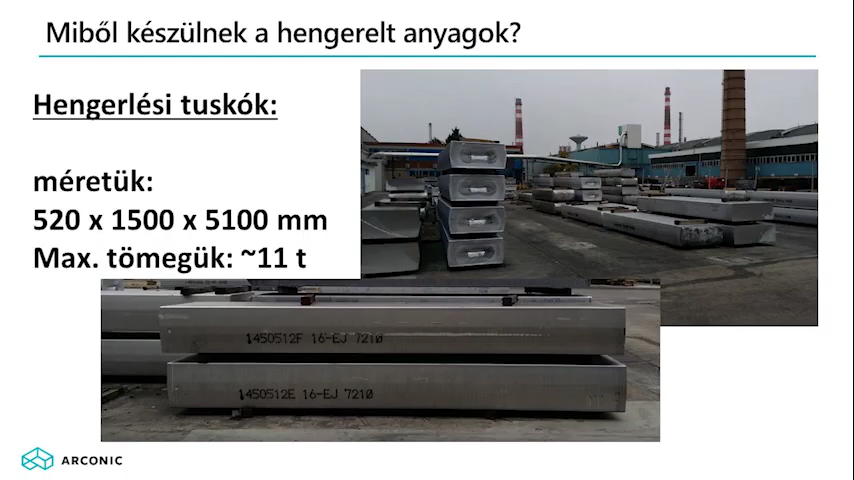 Miből készülnek a hengerelt anyagok?
Hengerlési tuskók:
méretük:
520 x 1500 x 5100 mm
Max. tömegük: ~11 t
1450512F 16-EJ 7210
1450512E 16-EJ 7210
ARCONIC